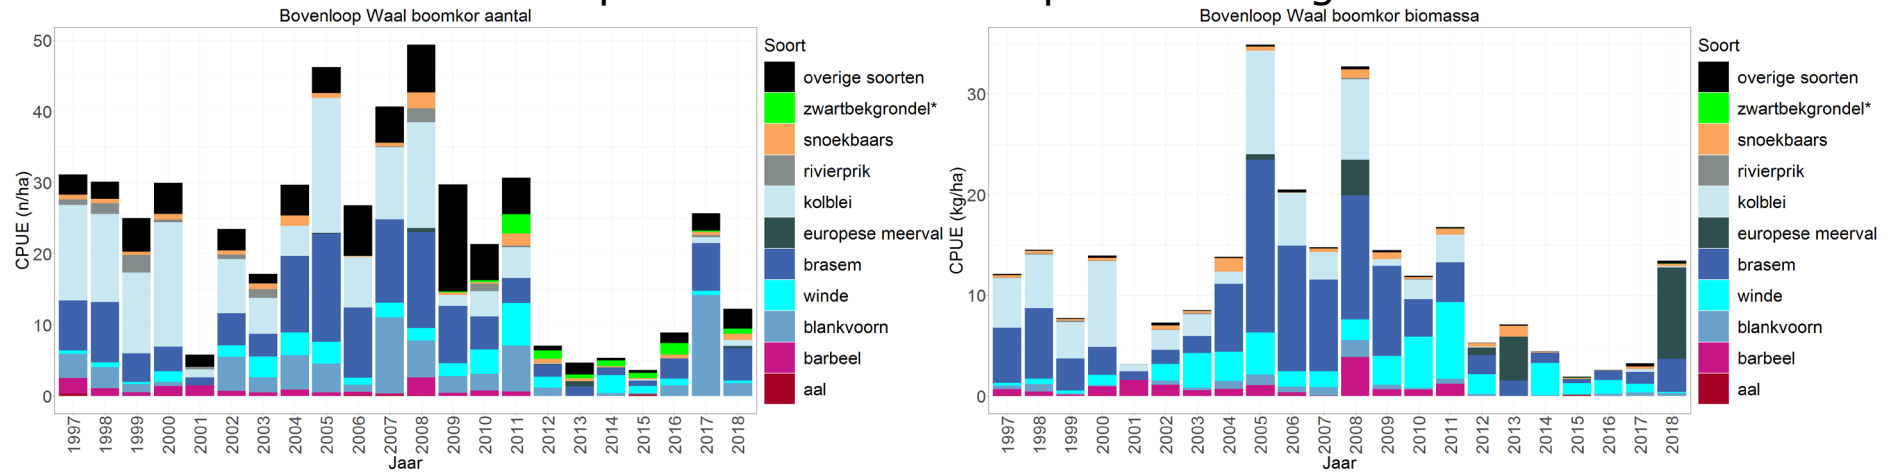 Bovenloop Waal boomkor aantal
CPUE (n/ha)
50
40
30
20
10
0
1997
1998
1999
2000
2001
2002
2003
2004
2005
2006
2007
2008
2009
2010
2011
2012
2013
2014
2015
2016
2017
2018
Jaar
Soort
overige soorten
zwartbekgrondel*
snoekbaars
rivierprik
kolblei
europese meerval
brasem
winde
blankvoorn
barbeel
aal
Bovenloop Waal boomkor biomassa
CPUE (kg/ha)
30
20
10
0
1997
1998
1999
2000
2001
2002
2003
2004
2005
2006
2007
2008
2009
2010
2011
2012
2013
2014
2015
2016
2017
2018
Jaar
Soort
overige soorten
zwartbekgrondel*
snoekbaars
rivierprik
kolblei
europese meerval
brasem
winde
blankvoorn
barbeel
aal